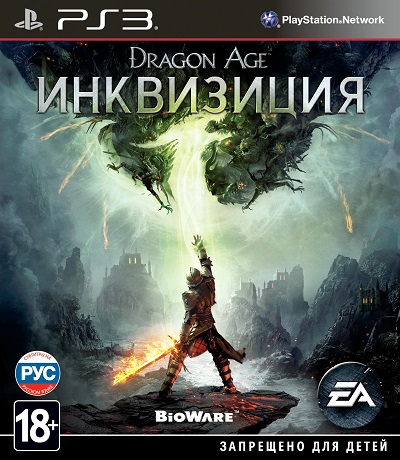 PS3
PlayStation Network
DRAGON AGE
ИНКВИЗИЦИЯ
РУС
BIOWARE
EA
18+
ЗАПРЕЩЕНО ДЛЯ ДЕТЕЙ